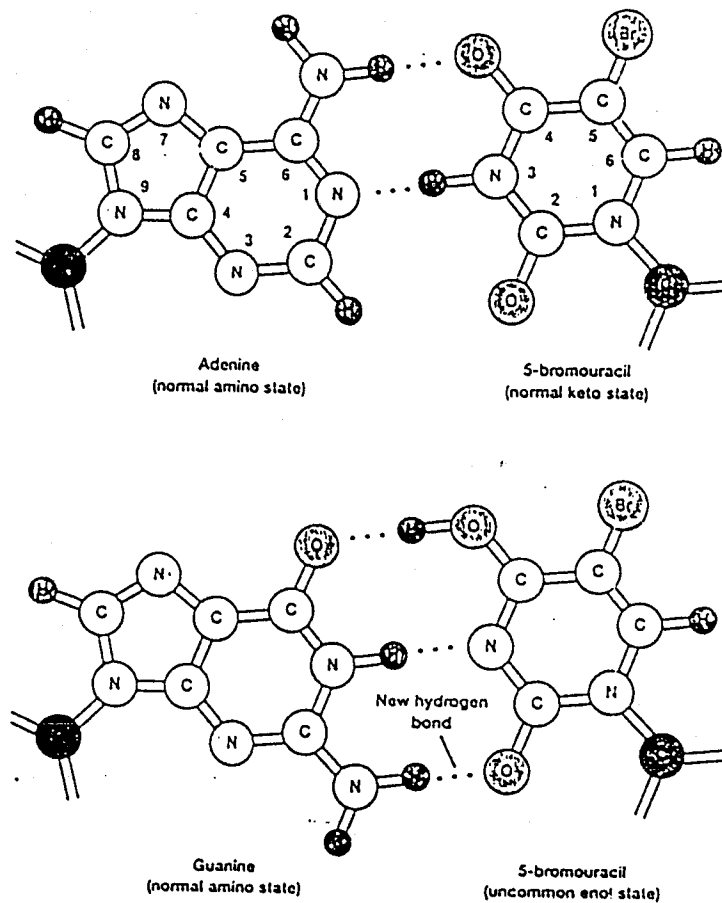 H
Br
O
N
H
N
C
C
H
7
4
5
C
C
C
6
C
H
8
5
6
9
1
N
H
N
3
1
N
C
4
2
C
N
3
2
N
C
O
H
Adenine
5-bromouracil
(normal amino state)
(normal keto state)
Br
O
H
O
N
C
C
H
C
C
C
C
H
N
H
N
N
C
New hydrogen
bond
C
N
N
C
N
H
O
H
Guanine
5-bromouracil
(normal amino state)
(uncommon enol state)